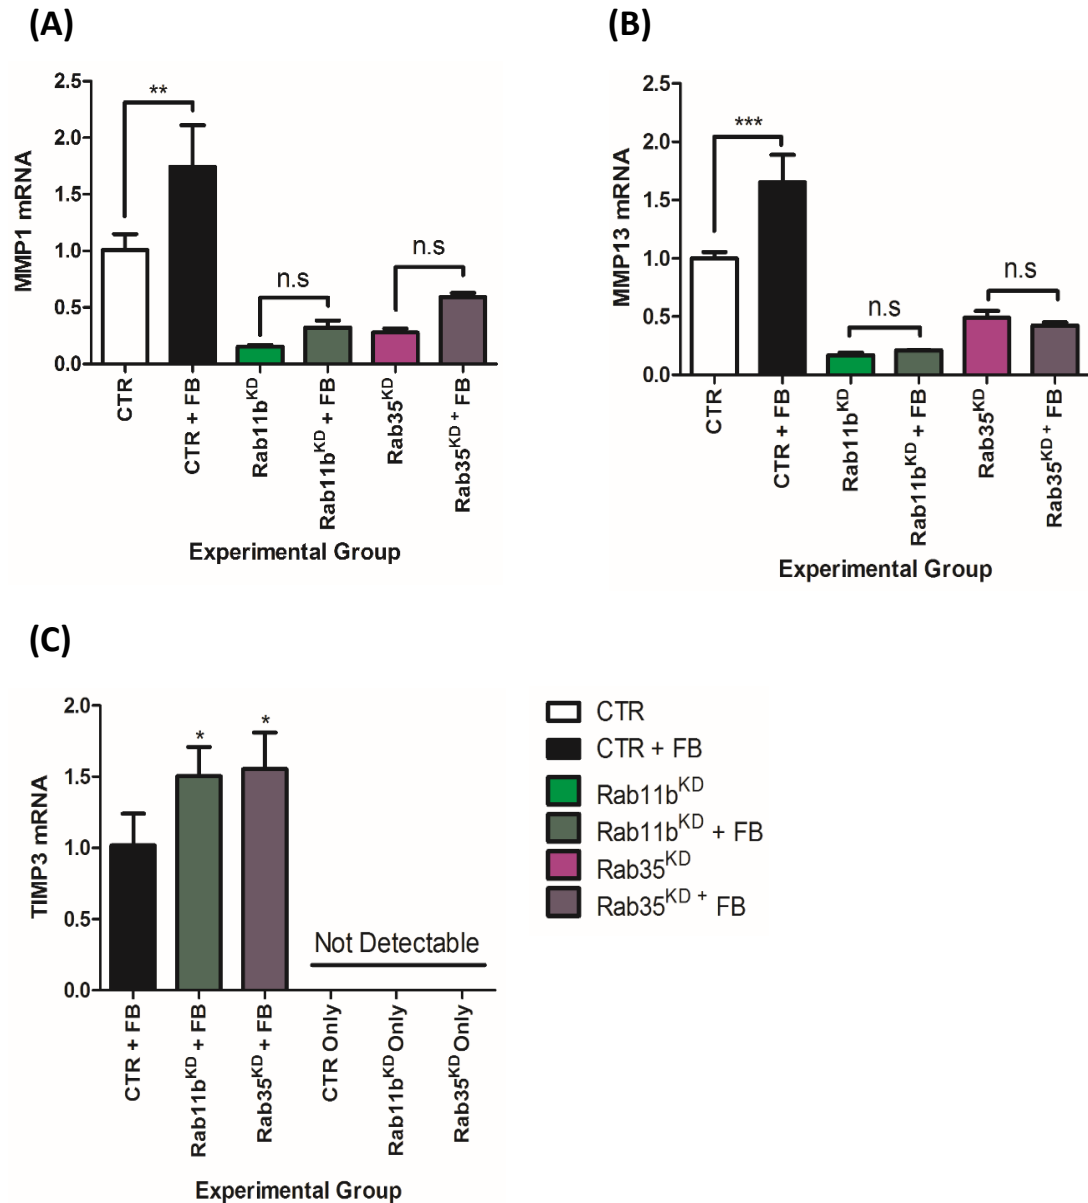 (A)
2.5
2.0
1.5
1.0
0.5
0.0
MMP1 mRNA
**
n.s
n.s
CTR
CTR + FB
Rab11bKD
Rab11bKD + FB
Rab35KD
Rab35KD + FB
Experimental Group
(B)
2.5
2.0
1.5
1.0
0.5
0.0
MMP13 mRNA
***
n.s
n.s
CTR
CTR + FB
Rab11bKD
Rab11bKD + FB
Rab35KD
Rab35KD + FB
Experimental Group
(C)
2.0
1.5
1.0
0.5
0.0
TIMP3 mRNA
*
*
Not Detectable
CTR + FB
Rab11bKD + FB
Rab35KD + FB
CTR Only
Rab11bKD Only
Rab35KD Only
Experimental Group
CTR
CTR + FB
Rab11bKD
Rab11bKD + FB
Rab35KD
Rab35KD + FB